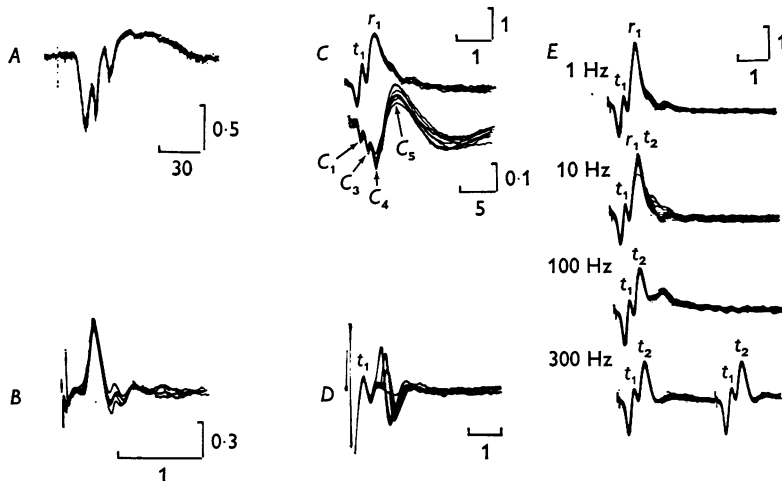 A
0·5
30
B
0·3
1
C
t₁
r₁
1
1
C₁
C₃
C₄
C₅
0·1
5
D
t₁
1
E
1
1
1 Hz
t₁
r₁
10 Hz
t₁
r₁ t₂
100 Hz
t₁
t₂
300 Hz
t₁
t₂
t₂